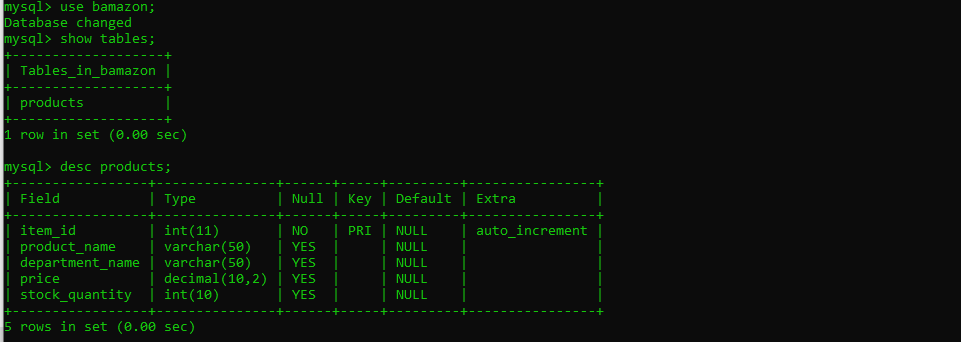 mysql> use bamazon;
Database changed
mysql> show tables;
+-------------------+
| Tables_in_bamazon |
+-------------------+
| products          |
+-------------------+
1 row in set (0.00 sec)

mysql> desc products;
+-----------------+---------------+------+-----+---------+----------------+
| Field           | Type          | Null | Key | Default | Extra          |
+-----------------+---------------+------+-----+---------+----------------+
| item_id         | int(11)       | NO   | PRI | NULL    | auto_increment |
| product_name    | varchar(50)   | YES  |     | NULL    |                |
| department_name | varchar(50)   | YES  |     | NULL    |                |
| price           | decimal(10,2) | YES  |     | NULL    |                |
| stock_quantity  | int(10)       | YES  |     | NULL    |                |
+-----------------+---------------+------+-----+---------+----------------+
5 rows in set (0.00 sec)